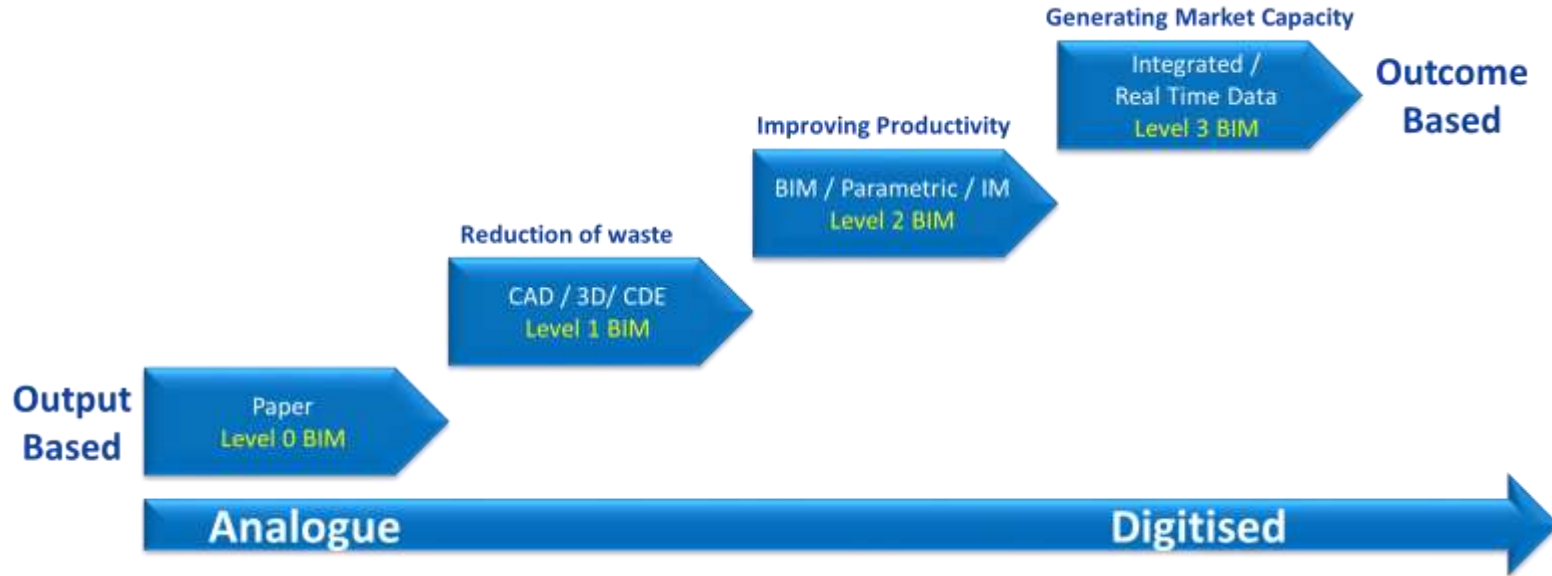 Generating Market Capacity
Integrated /
Real Time Data
Level 3 BIM
Outcome
Based
Improving Productivity
BIM / Parametric / IM
Level 2 BIM
Reduction of waste
CAD / 3D/ CDE
Level 1 BIM
Output
Based
Paper
Level 0 BIM
Analogue
Digitised